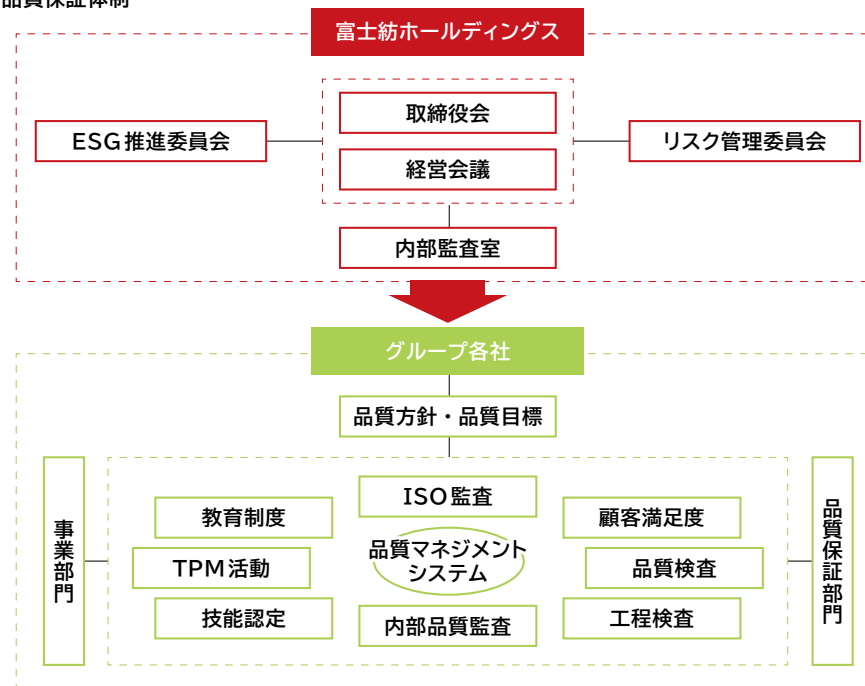 品質保証体制
富士紡ホールディングス
取締役会
ESG推進委員会
リスク管理委員会
経営会議
内部監査室
グループ各社
品質方針・品質目標
事業部門
ISO監査
教育制度
顧客満足度
品質マネジメント
システム
TPM活動
品質検査
技能認定
内部品質監査
工程検査
品質保証部門